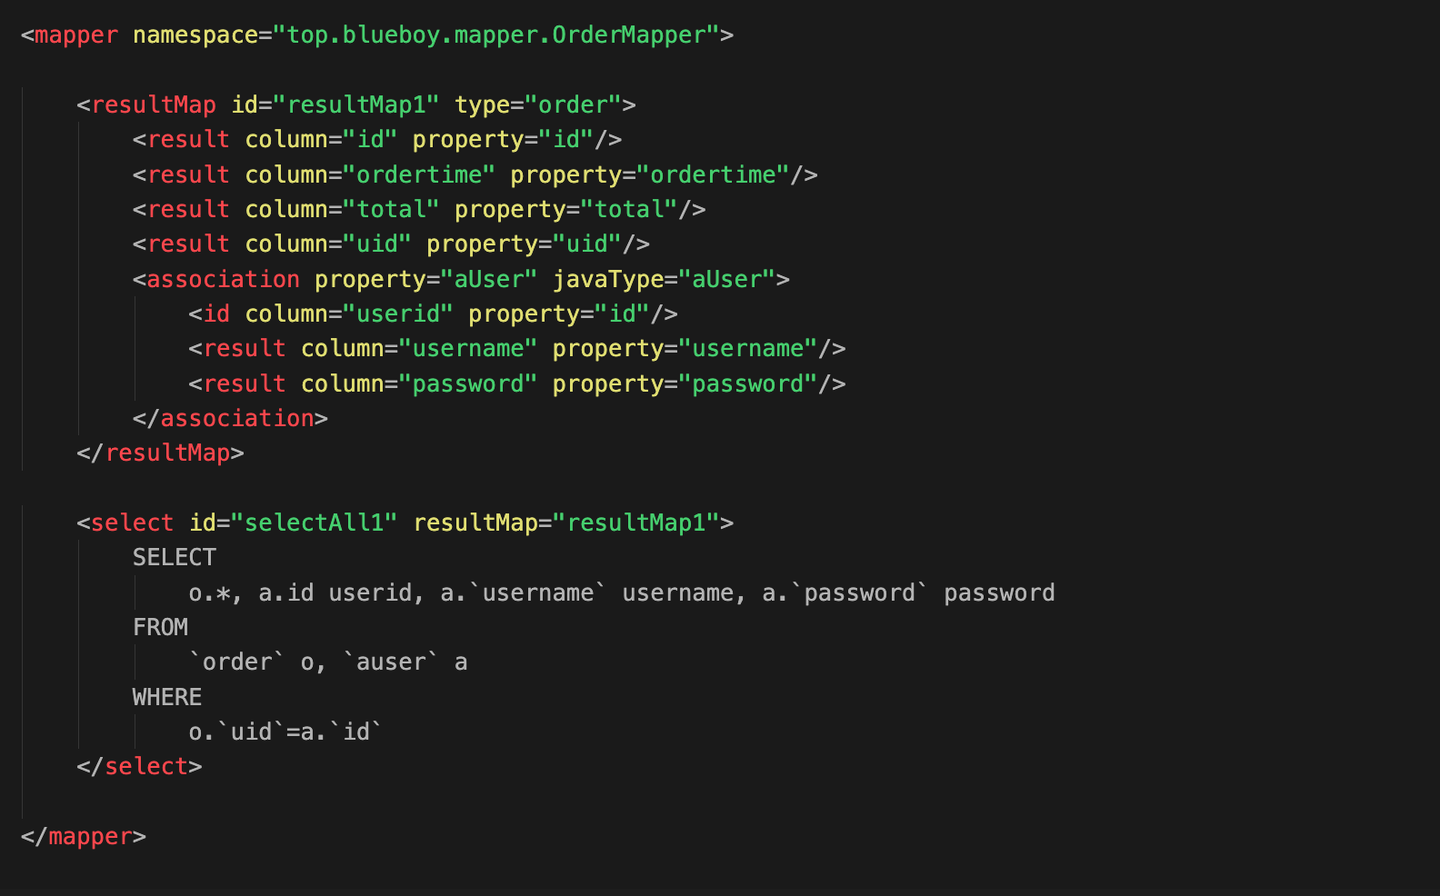 <mapper namespace="top.blueboy.mapper.OrderMapper">
<resultMap id="resultMap1" type="order">
<result column="id" property="id"/>
<result column="ordertime" property="ordertime"/>
<result column="total" property="total"/>
<result column="uid" property="uid"/>
<association property="aUser" javaType="aUser">
<id column="userid" property="id"/>
<result column="username" property="username"/>
<result column="password" property="password"/>
</association>
</resultMap>
<select id="selectAll1" resultMap="resultMap1">
SELECT
o.*, a.id userid, a.`username` username, a.`password` password
FROM
`order` o, `auser` a
WHERE
o.`uid`=a.`id`
</select>
</mapper>